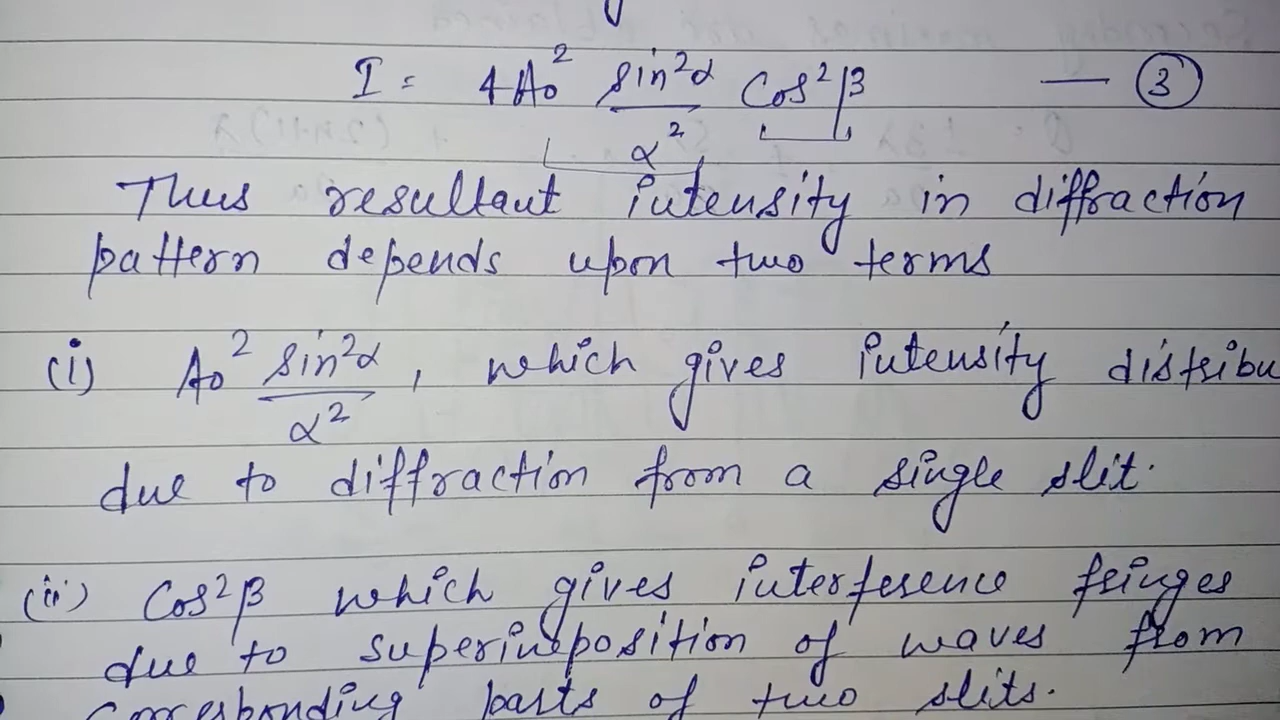 I = 4A₀² sin²α/α² Cos²β — ③
Thus resultant intensity in diffraction
pattern depends upon two terms
(i) A₀² sin²α/α², which gives intensity distribu
due to diffraction from a single slit.
(ii) Cos²β which gives interference fringes
due to superimposition of waves from
corresponding parts of two slits.